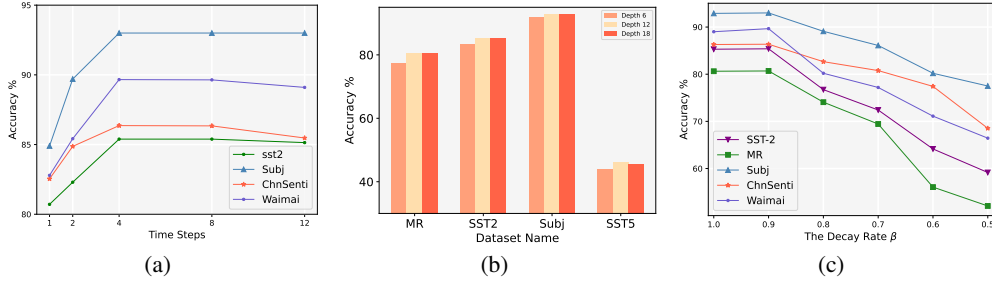 95
90
85
80
Accuracy %
1
2
4
8
12
Time Steps
sst2
Subj
ChnSenti
Waimai
(a)
80
60
40
Accuracy %
MR
SST2
Subj
SST5
Dataset Name
Depth 6
Depth 12
Depth 18
(b)
90
80
70
60
Accuracy %
1.0
0.9
0.8
0.7
0.6
0.5
The Decay Rate β
SST-2
MR
Subj
ChnSenti
Waimai
(c)